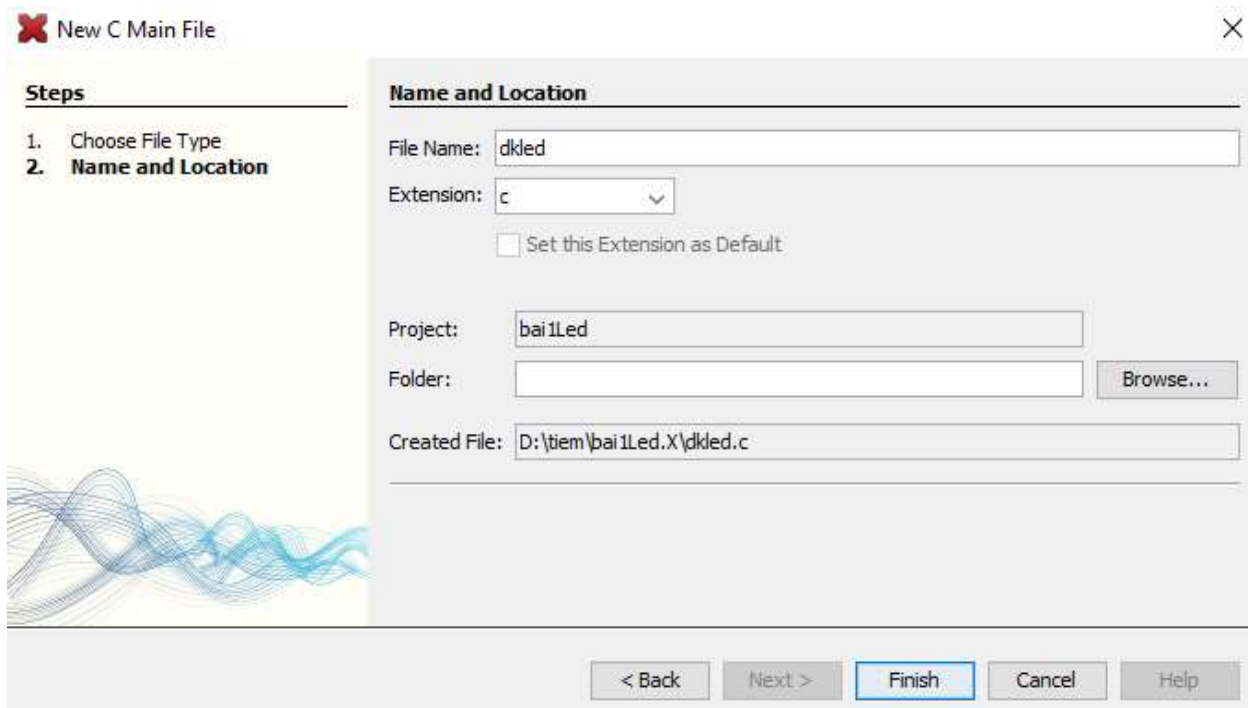 New C Main File
Steps
1. Choose File Type
2. Name and Location
Name and Location
File Name: dkled
Extension: c
Set this Extension as Default
Project: bai1Led
Folder:
Browse...
Created File: D:\tiem\bai1Led.X\dkled.c
< Back Next > Finish Cancel Help